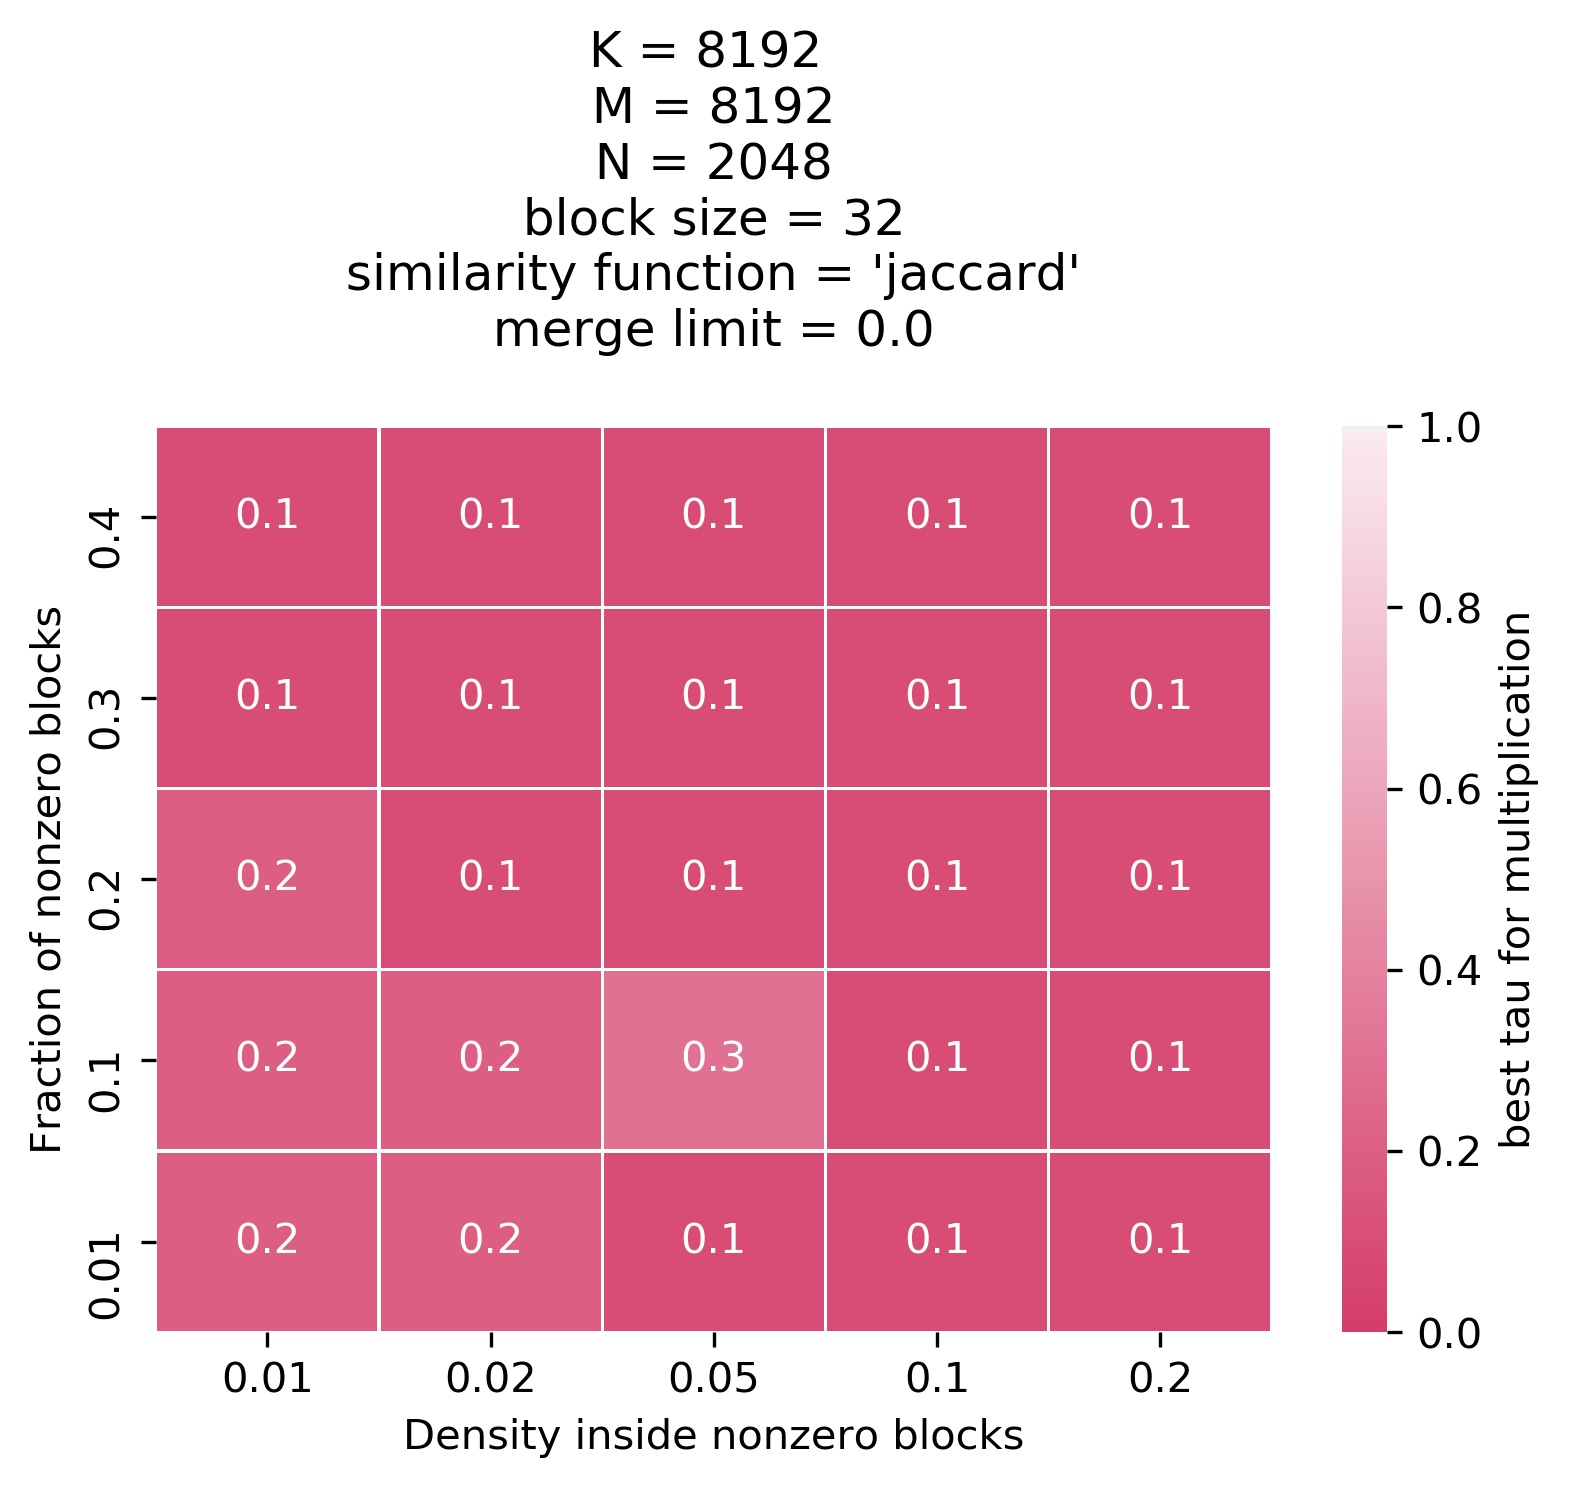 K = 8192
M = 8192
N = 2048
block size = 32
similarity function = 'jaccard'
merge limit = 0.0
Fraction of nonzero blocks
0.4
0.1 0.1 0.1 0.1 0.1
0.3
0.1 0.1 0.1 0.1 0.1
0.2
0.2 0.1 0.1 0.1 0.1
0.1
0.2 0.2 0.3 0.1 0.1
0.01
0.2 0.2 0.1 0.1 0.1
0.01 0.02 0.05 0.1 0.2
Density inside nonzero blocks
1.0
0.8
0.6
0.4
0.2
0.0
best tau for multiplication